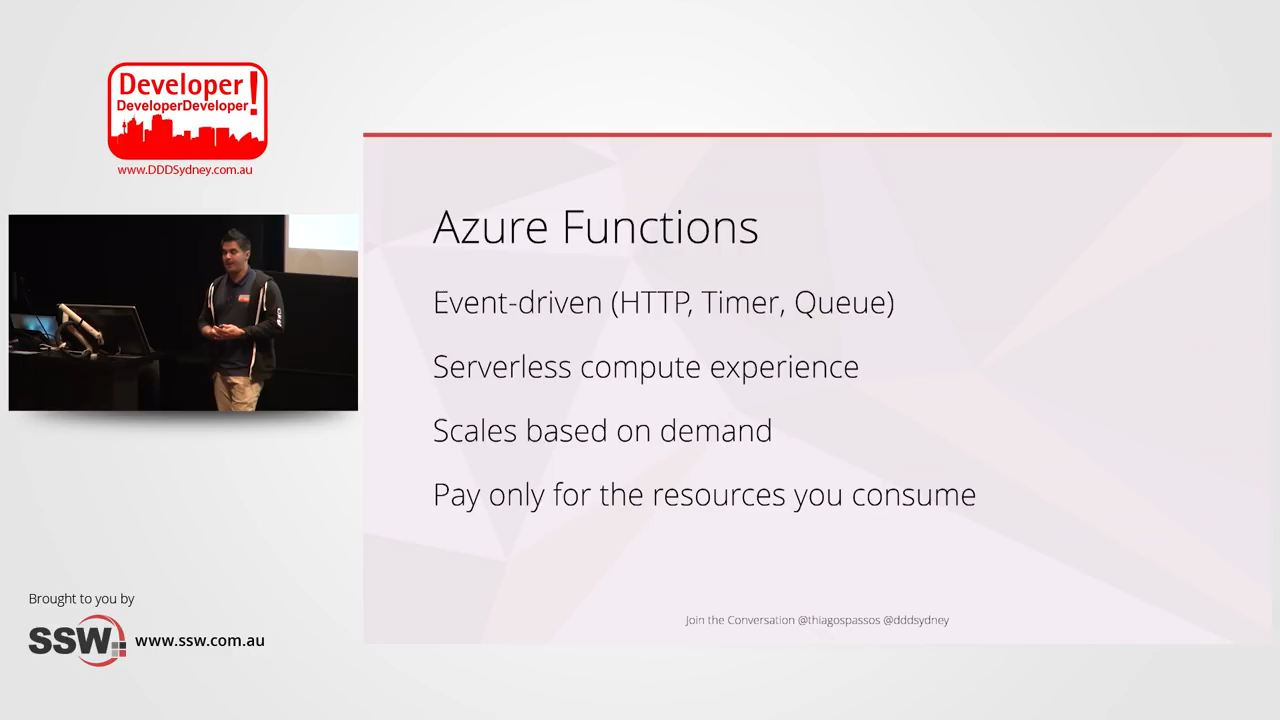 Developer!
DeveloperDeveloper
www.DDDSydney.com.au
Azure Functions
Event-driven (HTTP, Timer, Queue)
Serverless compute experience
Scales based on demand
Pay only for the resources you consume
Join the Conversation @thiagospassos @dddsydney
Brought to you by
SSW
www.ssw.com.au